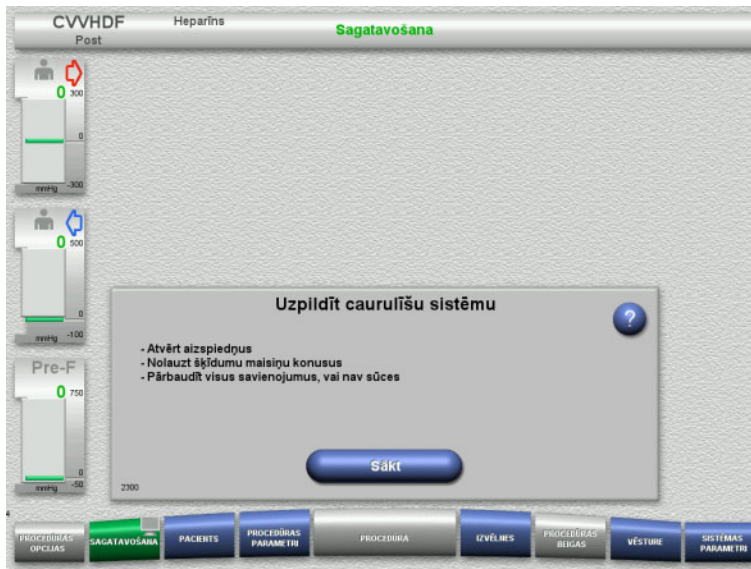 CVVHDF
Post
Heparīns
Sagatavošana
0
300
0
-300
mmHg
0
500
0
-100
mmHg
Pre-F
0
750
0
-50
mmHg
Uzpildīt caurulīšu sistēmu
?
- Atvērt aizspiedņus
- Nolauzt šķīdumu maisiņu konusus
- Pārbaudīt visus savienojumus, vai nav sūces
Sākt
2300
PROCEDŪRAS
OPCIJAS
SAGATAVOŠANA
PACIENTS
PROCEDŪRAS
PARAMETRI
PROCEDŪRA
IZVĒLNES
PROCEDŪRAS
BEIGAS
VĒSTURE
SISTĒMAS
PARAMETRI